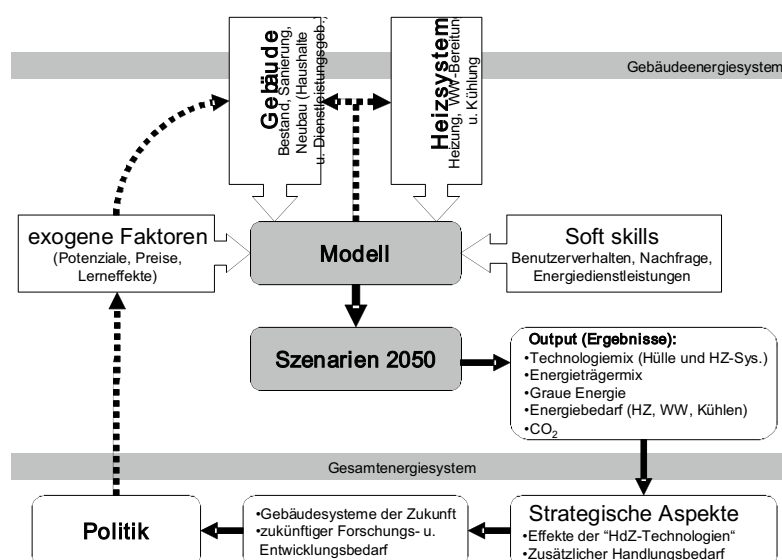 Gebäude
Bestand, Sanierung,
Neubau (Haushalte
u. Dienstleistungsgeb.)
Heizsystem
Heizung, WW-Bereitung
u. Kühlung
Gebäudeenergiesystem
exogene Faktoren
(Potenziale, Preise,
Lerneffekte)
Modell
Soft skills
Benutzerverhalten, Nachfrage,
Energiedienstleistungen
Szenarien 2050
Output (Ergebnisse):
•Technologiemix (Hülle und HZ-Sys.)
•Energieträgermix
•Graue Energie
•Energiebedarf (HZ, WW, Kühlen)
•CO₂
Gesamtenergiesystem
Politik
•Gebäudesysteme der Zukunft
•zukünftiger Forschungs- u.
Entwicklungsbedarf
Strategische Aspekte
•Effekte der "HdZ-Technologien"
•Zusätzlicher Handlungsbedarf